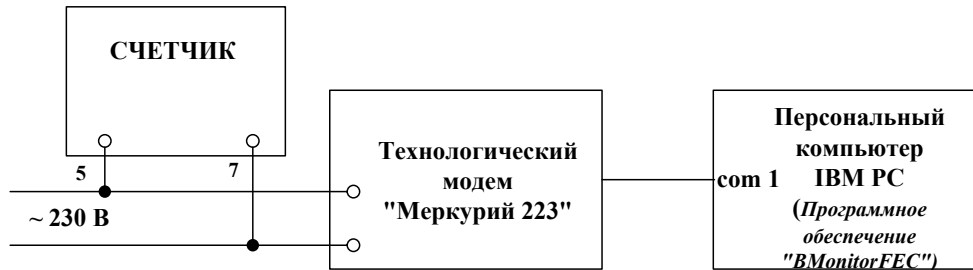 СЧЕТЧИК
5
7
~ 230 В
Технологический
модем
"Меркурий 223"
com 1
Персональный
компьютер
IBM PC
(Программное
обеспечение
"BMonitorFEC")